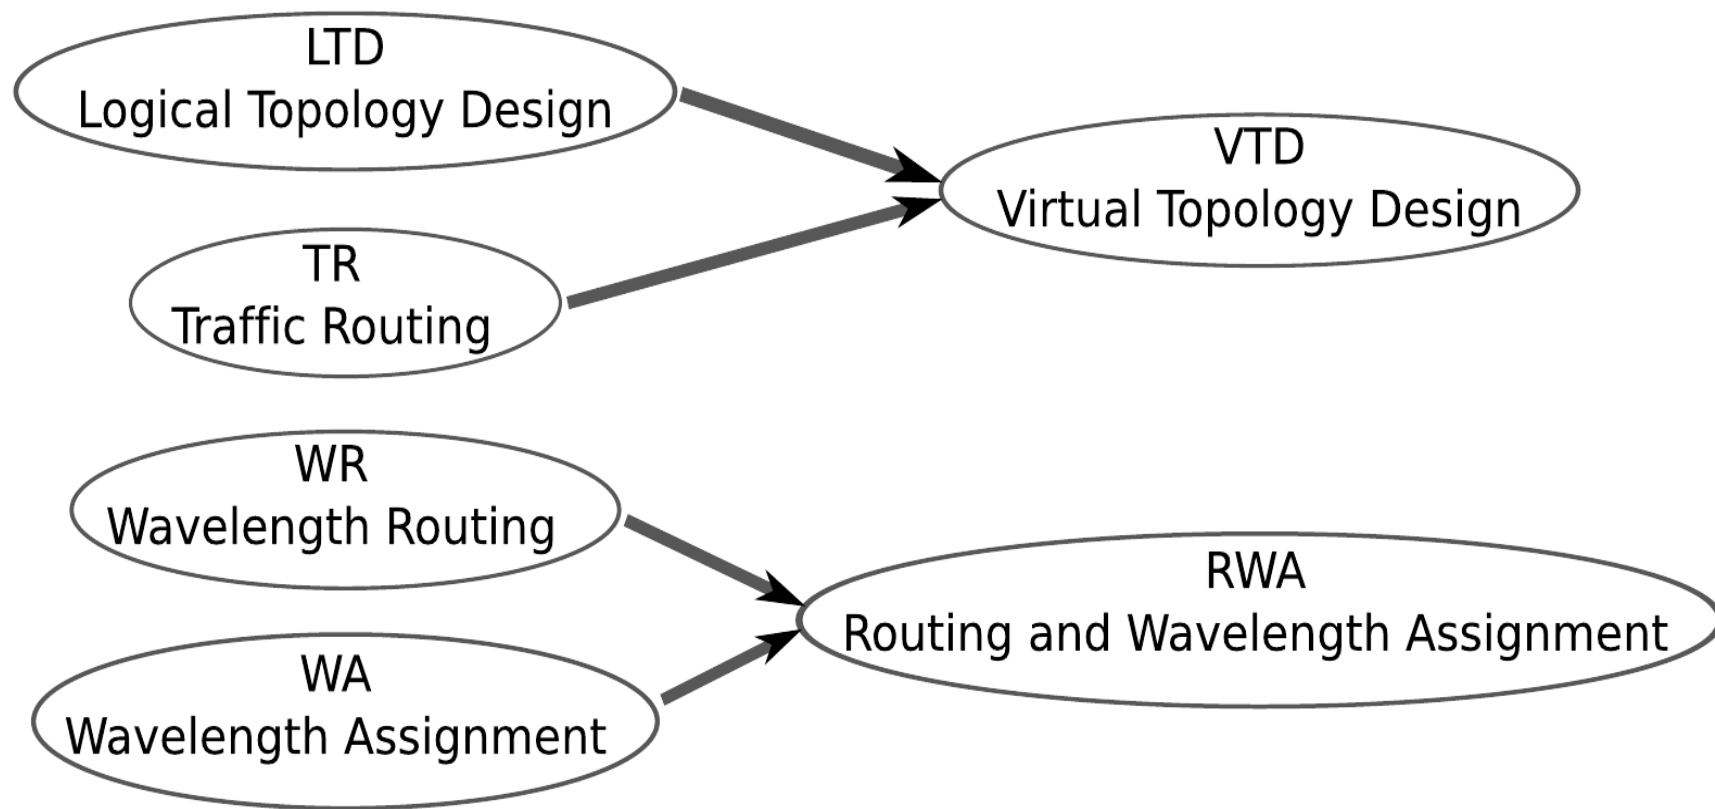 LTD
Logical Topology Design
VTD
Virtual Topology Design
TR
Traffic Routing
WR
Wavelength Routing
RWA
Routing and Wavelength Assignment
WA
Wavelength Assignment